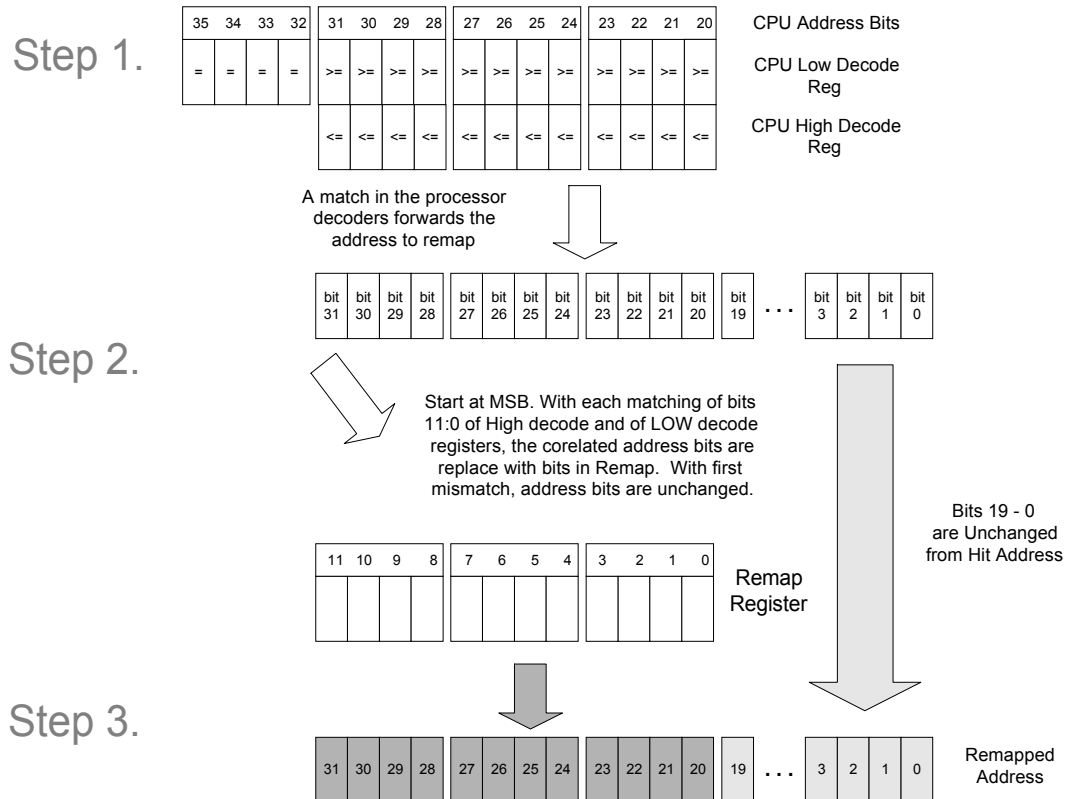 35 34 33 32 31 30 29 28 27 26 25 24 23 22 21 20 CPU Address Bits
Step 1.
= = = = >= >= >= >= >= >= >= >= >= >= >= >= CPU Low Decode
Reg
<= <= <= <= <= <= <= <= <= <= <= <= CPU High Decode
Reg
A match in the processor
decoders forwards the
address to remap
bit bit bit bit bit bit bit bit bit bit bit bit bit bit bit bit bit
31 30 29 28 27 26 25 24 23 22 21 20 19 . . . 3 2 1 0
Step 2.
Start at MSB. With each matching of bits
11:0 of High decode and of LOW decode
registers, the corelated address bits are
replace with bits in Remap. With first
mismatch, address bits are unchanged.
Bits 19 - 0
are Unchanged
from Hit Address
11 10 9 8 7 6 5 4 3 2 1 0
Remap
Register
Step 3.
31 30 29 28 27 26 25 24 23 22 21 20 19 . . . 3 2 1 0
Remapped
Address